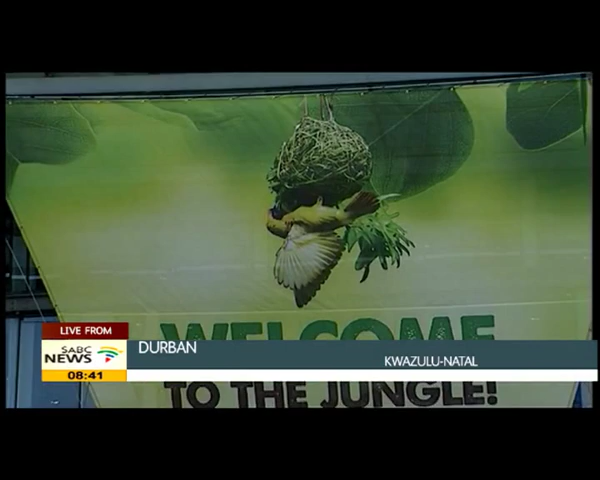 WELCOME
TO THE JUNGLE!
LIVE FROM
SABC
NEWS
08:41
DURBAN
KWAZULU-NATAL